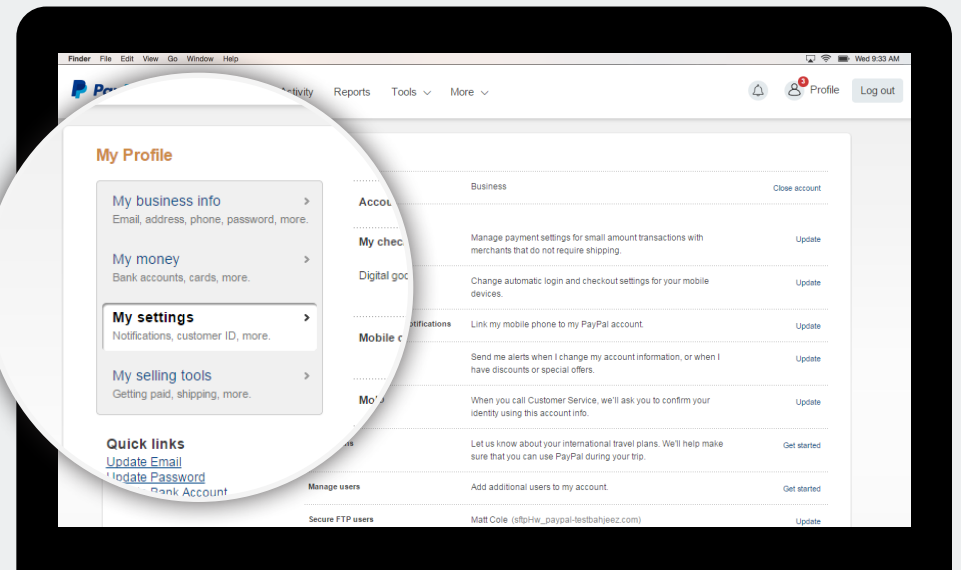 Finder File Edit View Go Window Help
Wed 9:33 AM
Activity Reports Tools More
3
Profile
Log out
My Profile
My business info
Email, address, phone, password, more.
My money
Bank accounts, cards, more.
My settings
Notifications, customer ID, more.
My selling tools
Getting paid, shipping, more.
Quick links
Update Email
Update Password
Bank Account
Business
Close account
My chec
Manage payment settings for small amount transactions with
merchants that do not require shipping.
Update
Digital goo
Change automatic login and checkout settings for your mobile
devices.
Update
Mobile
Link my mobile phone to my PayPal account.
Update
Send me alerts when I change my account information, or when I
have discounts or special offers.
Update
When you call Customer Service, we'll ask you to confirm your
identity using this account info.
Update
Let us know about your international travel plans. We'll help make
sure that you can use PayPal during your trip.
Get started
Manage users
Add additional users to my account.
Get started
Secure FTP users
Matt Cole (sftpHw_paypal-testbahjeez.com)
Update